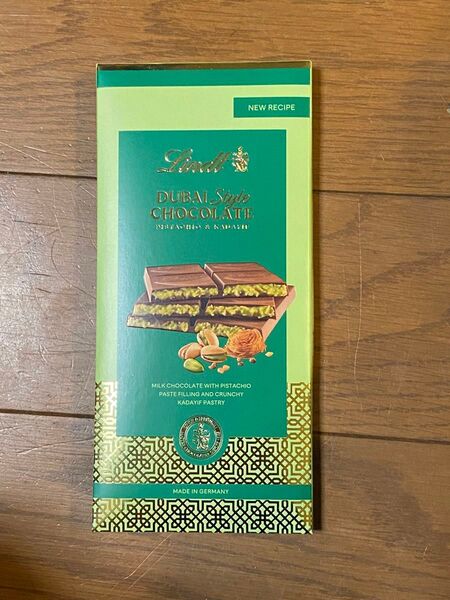 NEW RECIPE
Lindt
DUBAI Style
CHOCOLATE
PISTACHIO & KADAYIF
MILK CHOCOLATE WITH PISTACHIO
PASTE FILLING AND CRUNCHY
KADAYIF PASTRY
MADE IN GERMANY